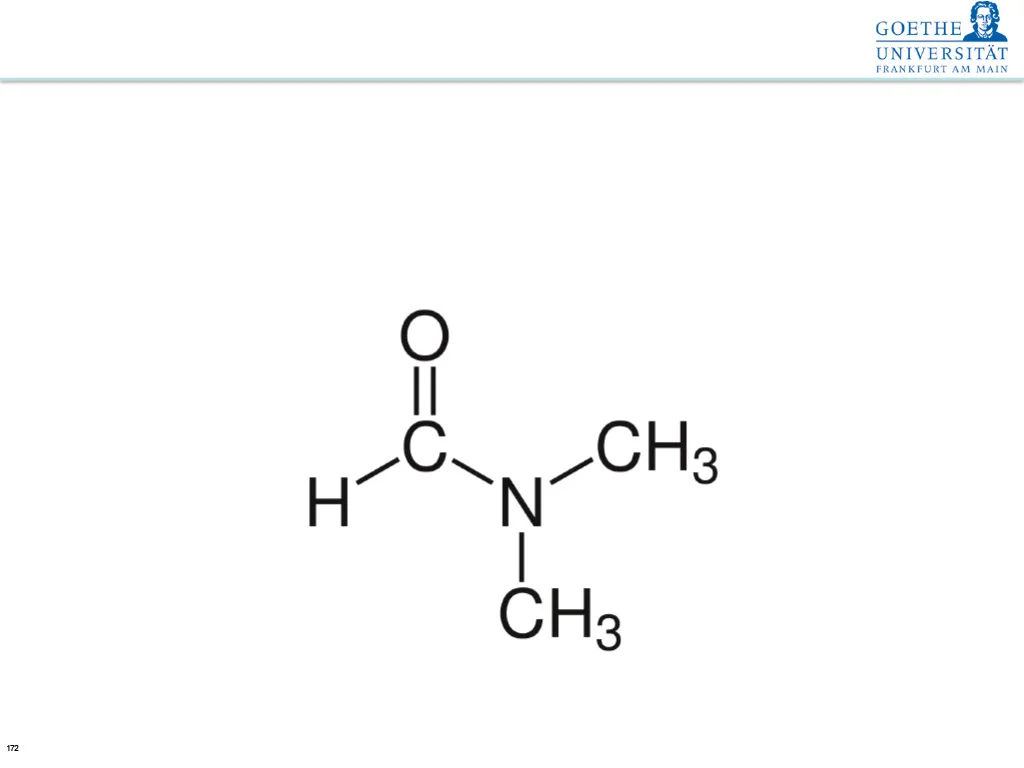 GOETHE
UNIVERSITÄT
FRANKFURT AM MAIN
O
C
CH3
H
N
CH3
172